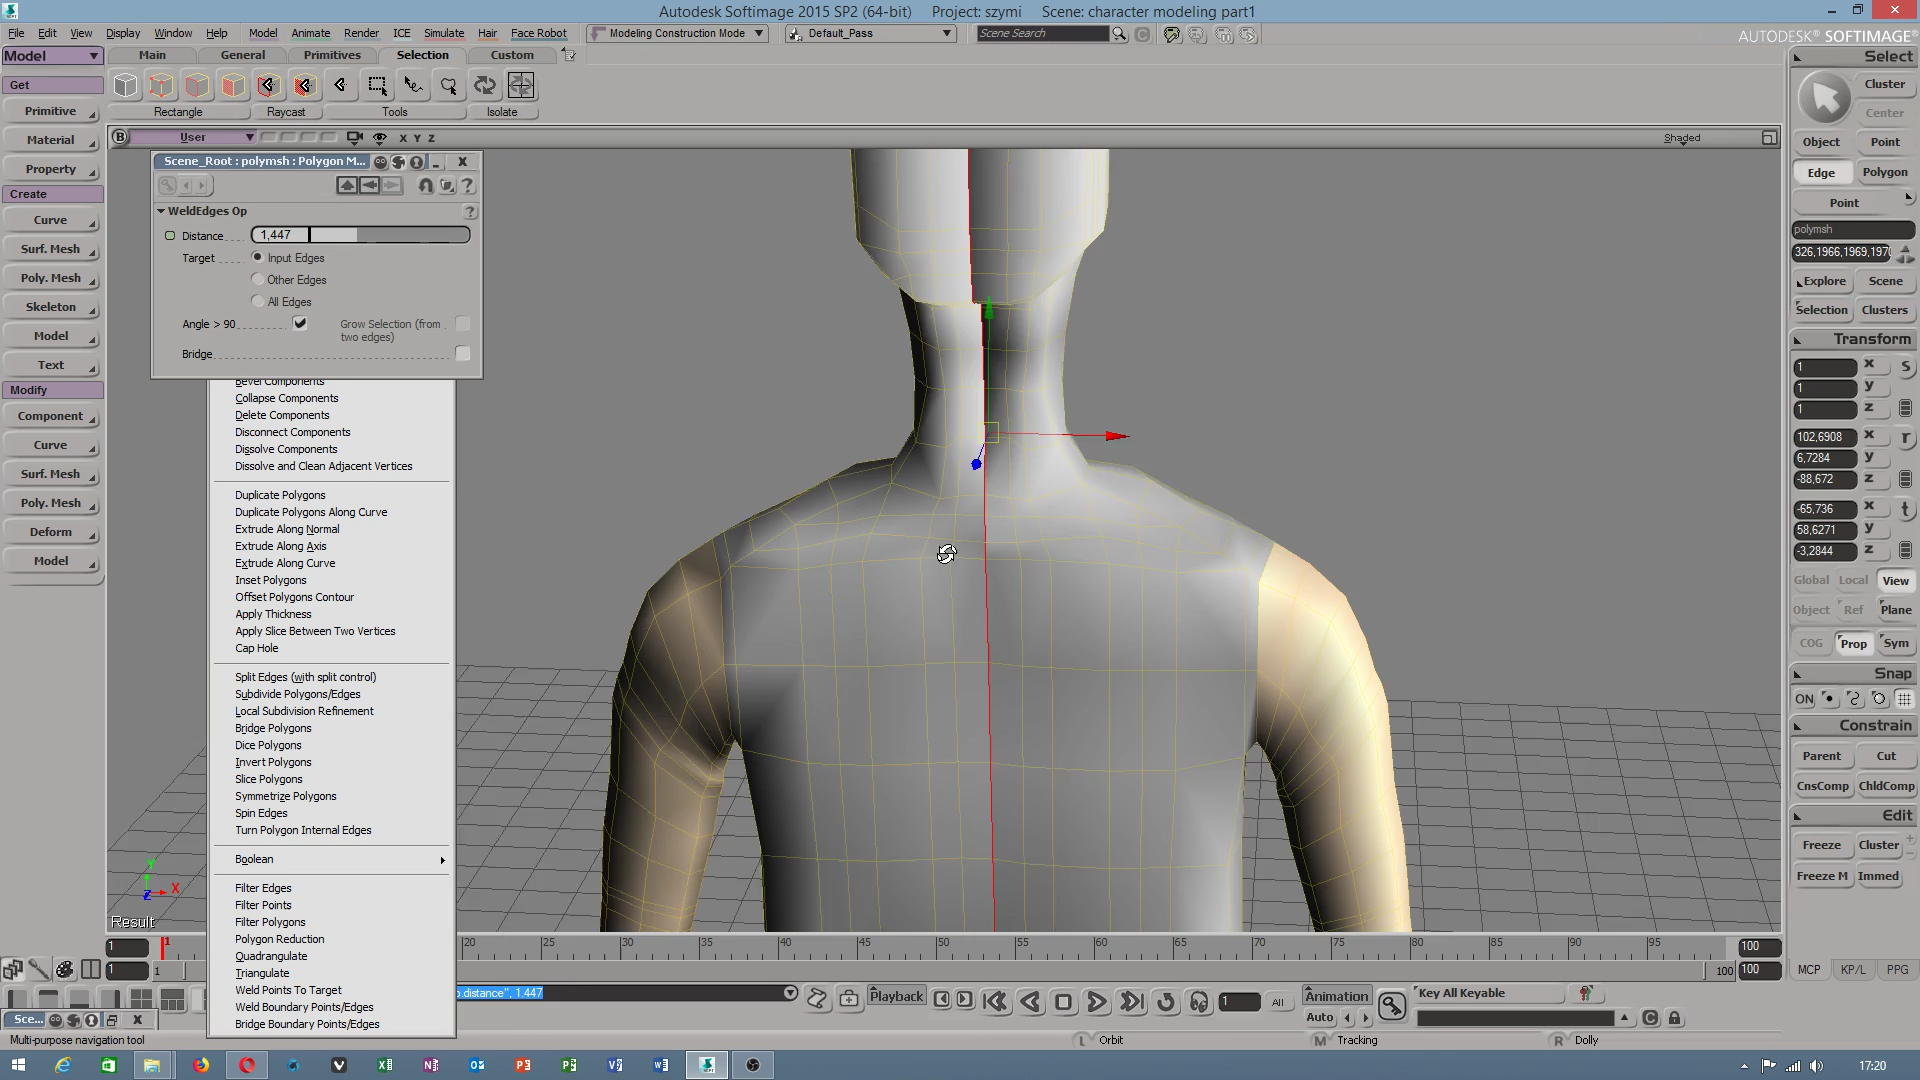 Autodesk Softimage 2015 SP2 (64-bit) Project: szymi Scene: character modeling part1
File Edit View Display Window Help Model Animate Render ICE Simulate Hair Face Robot Modeling Construction Mode Default_Pass Scene Search AUTODESK® SOFTIMAGE®
Model Main General Primitives Selection Custom Select
Get
Rectangle Raycast Tools Isolate
Primitive
Material
Property
Create
Curve
Surf. Mesh
Poly. Mesh
Skeleton
Model
Text
Modify
Component
Curve
Surf. Mesh
Poly. Mesh
Deform
Model
B User X Y Z Shaded
Scene_Root : polymsh : Polygon M...
WeldEdges Op
Distance 1,447
Target Input Edges
Other Edges
All Edges
Angle > 90 Grow Selection (from two edges)
Bridge
Bevel Components
Collapse Components
Delete Components
Disconnect Components
Dissolve Components
Dissolve and Clean Adjacent Vertices
Duplicate Polygons
Duplicate Polygons Along Curve
Extrude Along Normal
Extrude Along Axis
Extrude Along Curve
Inset Polygons
Offset Polygons Contour
Apply Thickness
Apply Slice Between Two Vertices
Cap Hole
Split Edges (with split control)
Subdivide Polygons/Edges
Local Subdivision Refinement
Bridge Polygons
Dice Polygons
Invert Polygons
Slice Polygons
Symmetrize Polygons
Spin Edges
Turn Polygon Internal Edges
Boolean
Filter Edges
Filter Points
Filter Polygons
Polygon Reduction
Quadrangulate
Triangulate
Weld Points To Target
Weld Boundary Points/Edges
Bridge Boundary Points/Edges
Y X Z
Result
Cluster
Center
Object Point
Edge Polygon
Point
polymsh
326,1966,1969,197
Explore Scene
Selection Clusters
Transform
1 x s
1 y
1 z
102,6908 x r
6,7284 y
-88,672 z
-65,736 x t
58,6271 y
-3,2844 z
Global Local View
Object Ref Plane
COG Prop Sym
Snap
ON
Constrain
Parent Cut
CnsComp ChldComp
Edit
Freeze Cluster
Freeze M Immed
MCP KP/L PPG
1 1 20 25 30 35 40 45 50 55 60 65 70 75 80 85 90 95 100
1 1 100 100
.distance", 1.447 Playback 1 All Animation Key All Keyable
Sce... Auto
Multi-purpose navigation tool L Orbit M Tracking R Dolly
17:20